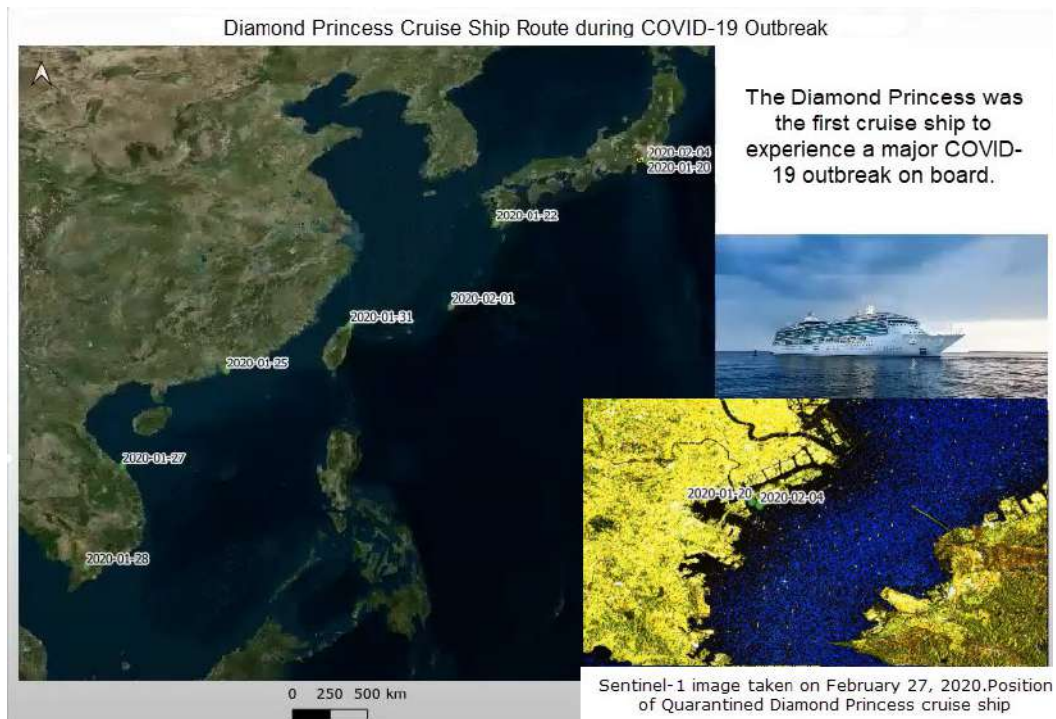 Diamond Princess Cruise Ship Route during COVID-19 Outbreak
The Diamond Princess was
the first cruise ship to
experience a major COVID-
19 outbreak on board.
2020-02-04
2020-01-20
2020-01-22
2020-02-01
2020-01-31
2020-01-25
2020-01-27
2020-01-28
2020-01-20 2020-02-04
0 250 500 km
Sentinel-1 image taken on February 27, 2020.Position
of Quarantined Diamond Princess cruise ship